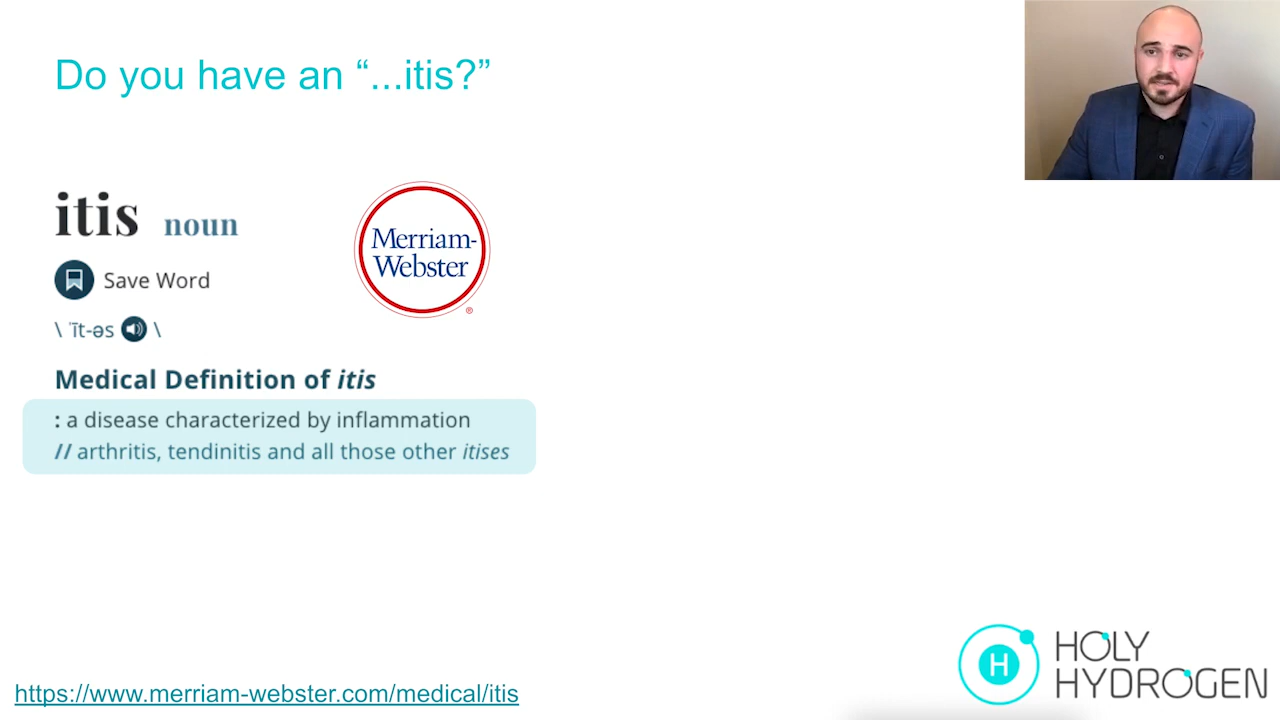 Do you have an “...itis?”
itis noun
Merriam-
Webster
®
Save Word
\ ˈīt-əs \
Medical Definition of itis
: a disease characterized by inflammation
// arthritis, tendinitis and all those other itises
H
HOLY
HYDROGEN
https://www.merriam-webster.com/medical/itis